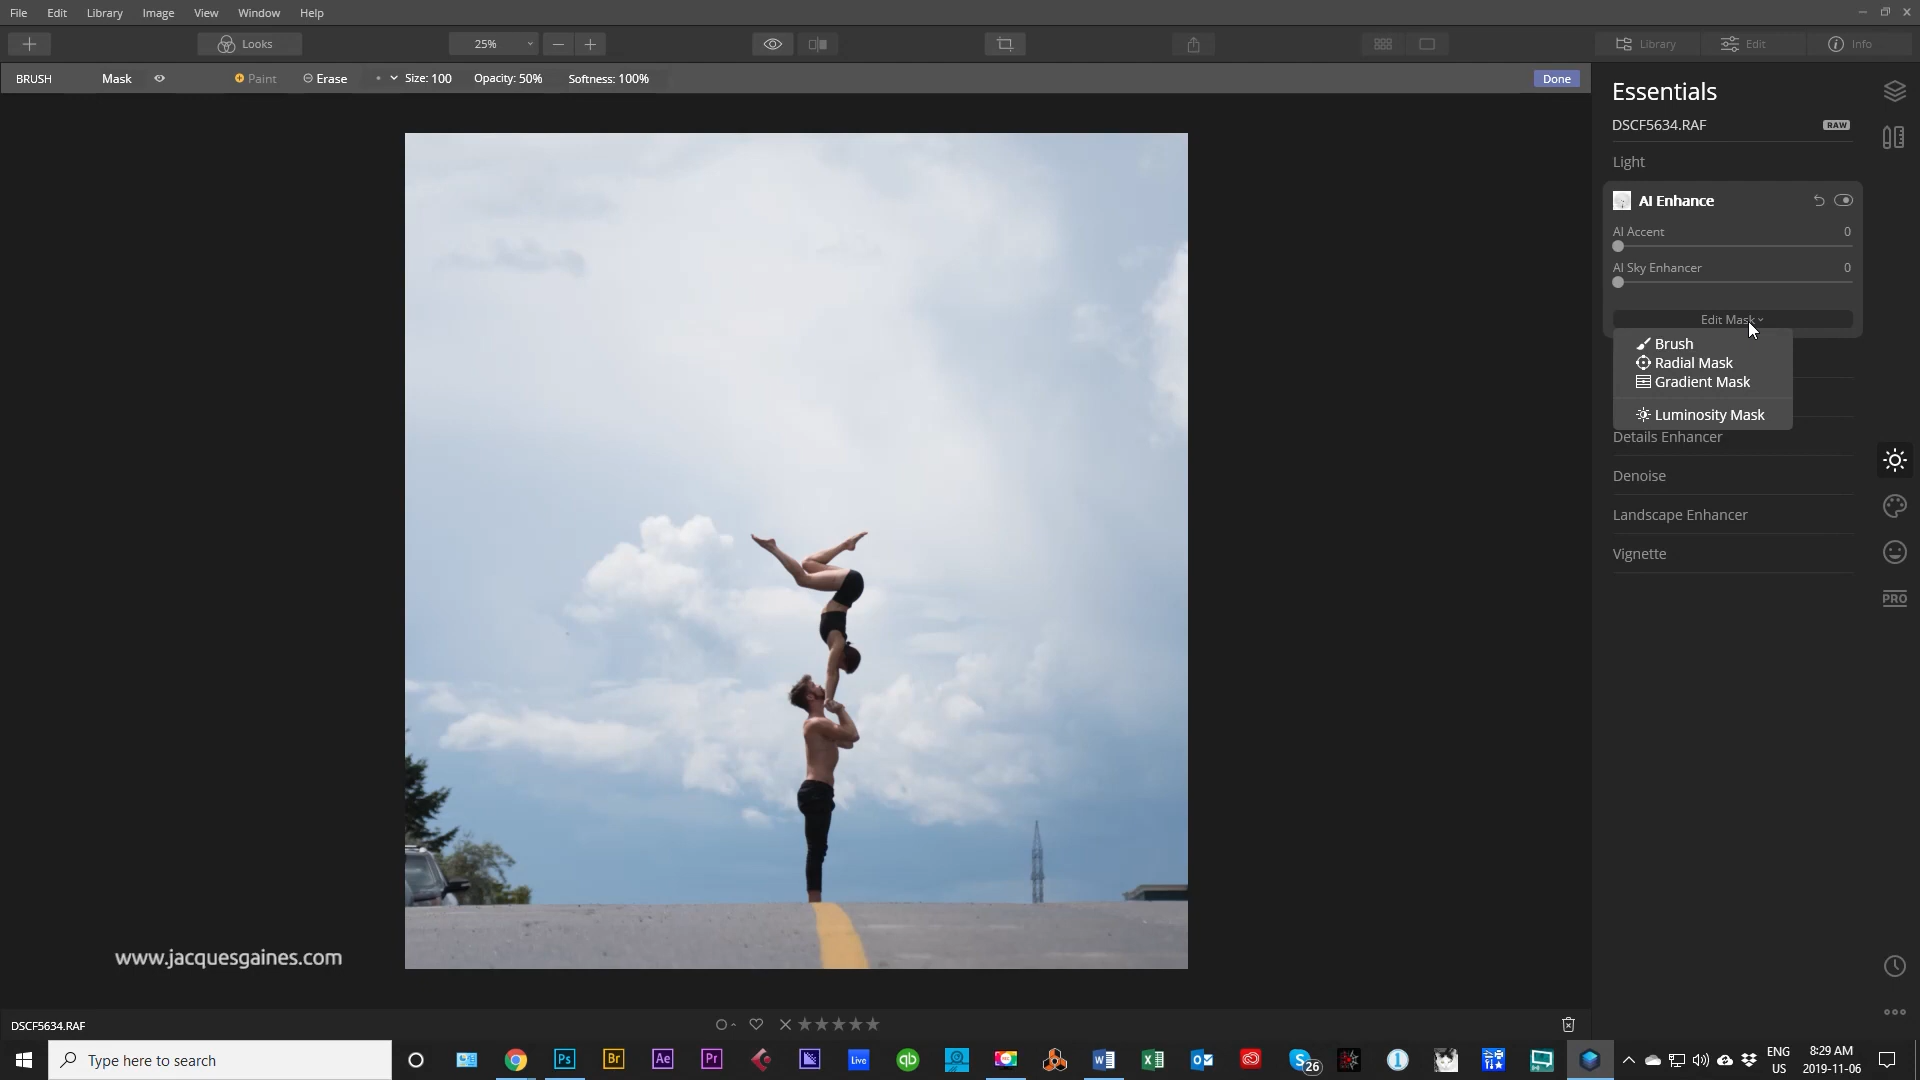 File Edit Library Image View Window Help
Looks 25% Library Edit Info
BRUSH Mask Paint Erase Size: 100 Opacity: 50% Softness: 100% Done
Essentials
DSCF5634.RAF RAW
Light
AI Enhance
AI Accent 0
AI Sky Enhancer 0
Edit Mask
Brush
Radial Mask
Gradient Mask
Luminosity Mask
Details Enhancer
Denoise
Landscape Enhancer
Vignette
PRO
www.jacquesgaines.com
DSCF5634.RAF
Type here to search Ps Br Ae Pr Live qb 26 ENG 8:29 AM
US 2019-11-06